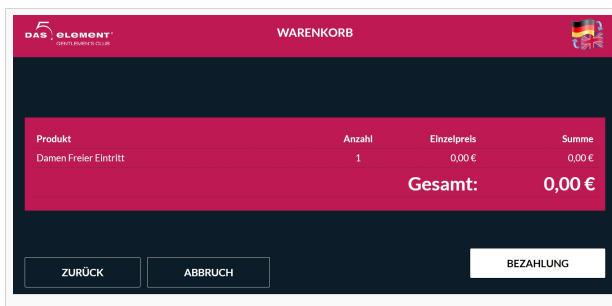 DAS 5 ELEMENT
GENTLEMEN'S CLUB
WARENKORB
Produkt Anzahl Einzelpreis Summe
Damen Freier Eintritt 1 0,00 € 0,00 €
Gesamt: 0,00 €
ZURÜCK ABBRUCH BEZAHLUNG